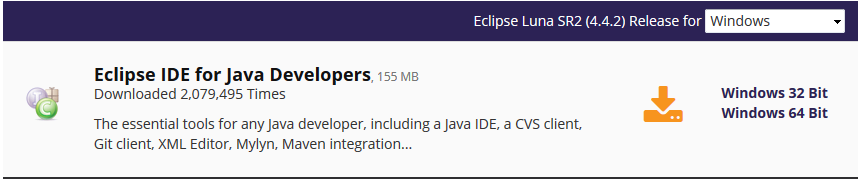 Eclipse Luna SR2 (4.4.2) Release for Windows
Eclipse IDE for Java Developers, 155 MB
Downloaded 2,079,495 Times
The essential tools for any Java developer, including a Java IDE, a CVS client,
Git client, XML Editor, Mylyn, Maven integration...
Windows 32 Bit
Windows 64 Bit